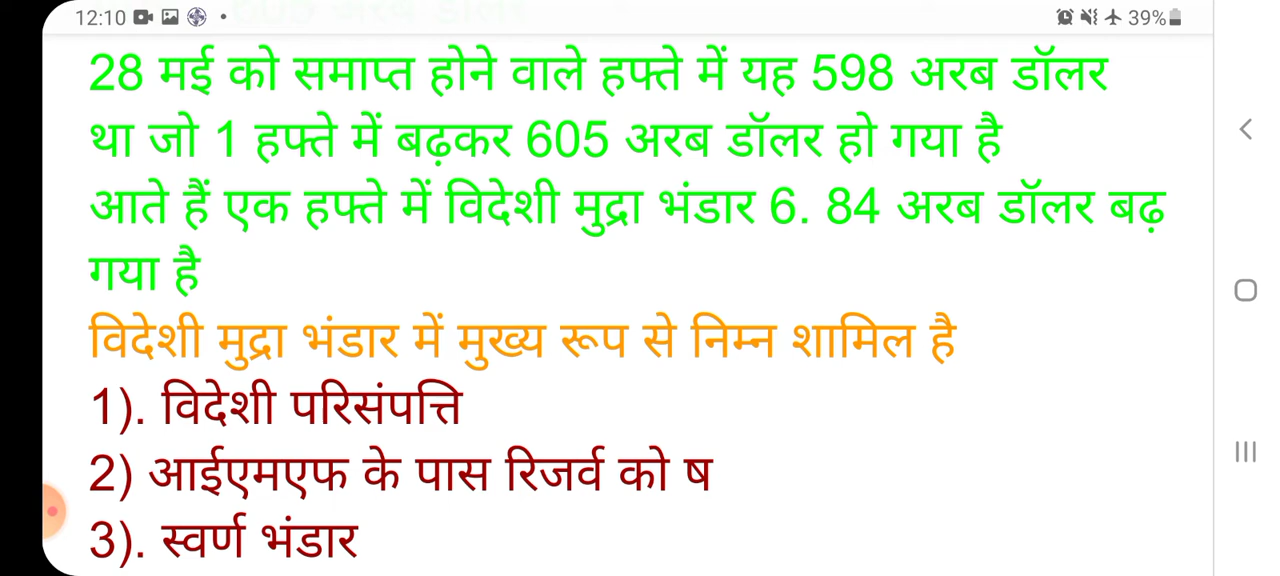 12:10
39%
28 मई को समाप्त होने वाले हफ्ते में यह 598 अरब डॉलर
था जो 1 हफ्ते में बढ़कर 605 अरब डॉलर हो गया है
आते हैं एक हफ्ते में विदेशी मुद्रा भंडार 6. 84 अरब डॉलर बढ़
गया है
विदेशी मुद्रा भंडार में मुख्य रूप से निम्न शामिल है
1). विदेशी परिसंपत्ति
2) आईएमएफ के पास रिजर्व को ष
3). स्वर्ण भंडार